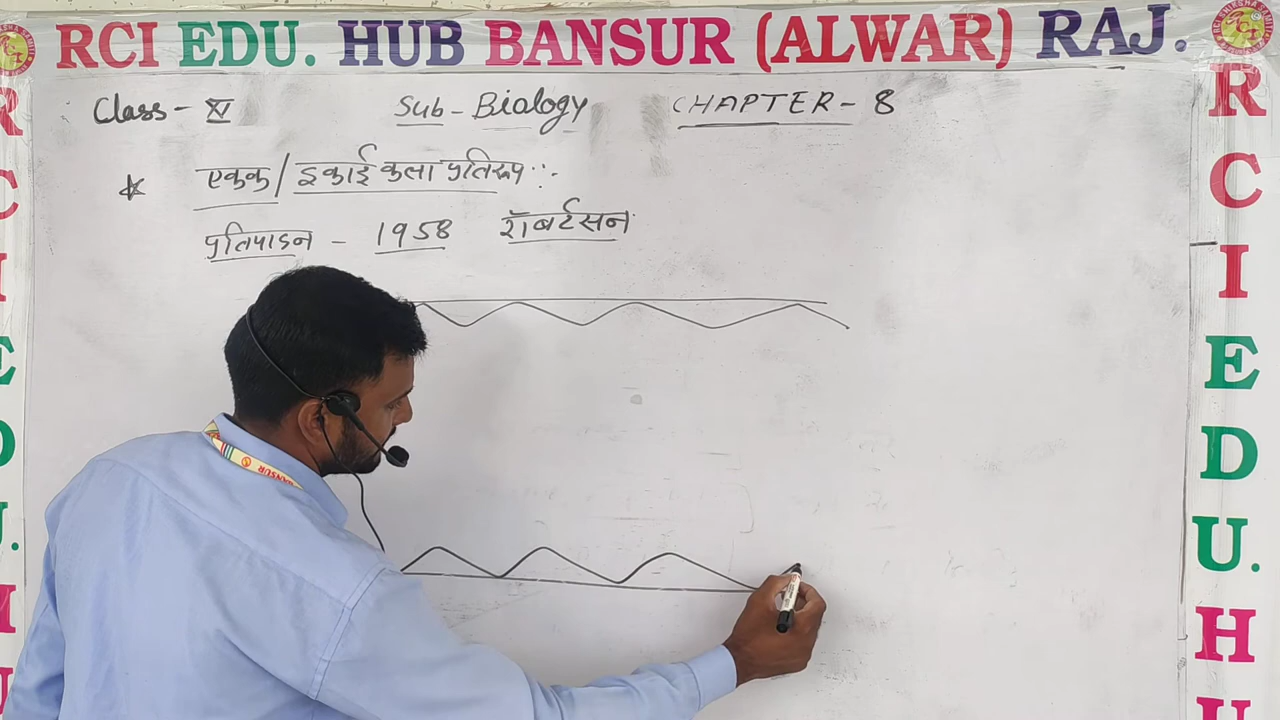 RCI EDU. HUB BANSUR (ALWAR) RAJ.
Class - XI Sub - Biology CHAPTER - 8
* एकक / इकाई कला प्रतिरूप :-
प्रतिपादन - 1958 रॉबर्टसन
R
C
I
E
D
U.
H
U
R
C
I
E
D
U.
H
U
BANSUR